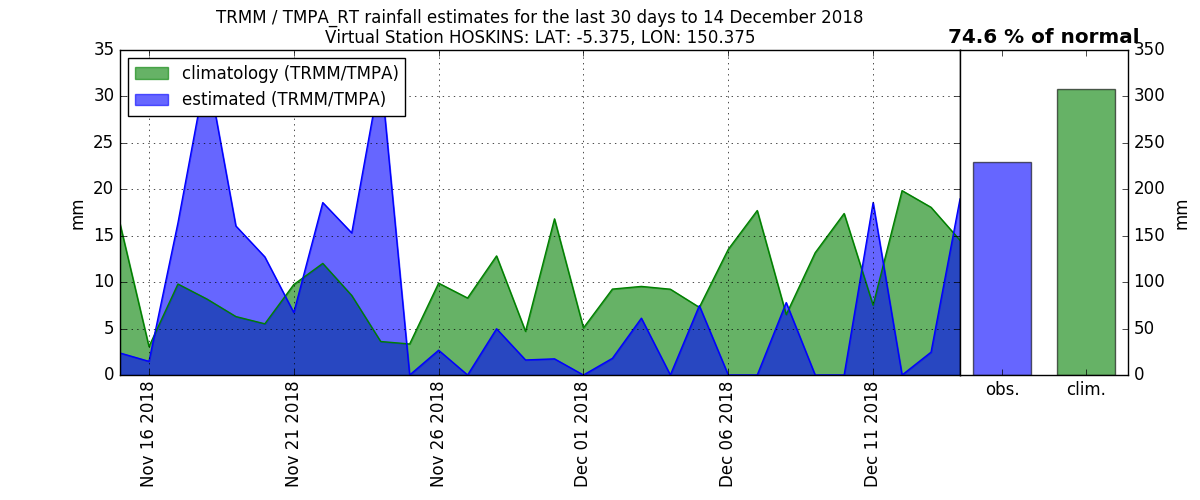 TRMM / TMPA_RT rainfall estimates for the last 30 days to 14 December 2018
Virtual Station HOSKINS: LAT: -5.375, LON: 150.375
74.6 % of normal
climatology (TRMM/TMPA)
estimated (TRMM/TMPA)
35
30
25
20
15
10
5
0
mm
Nov 16 2018
Nov 21 2018
Nov 26 2018
Dec 01 2018
Dec 06 2018
Dec 11 2018
obs.
clim.
350
300
250
200
150
100
50
0
mm